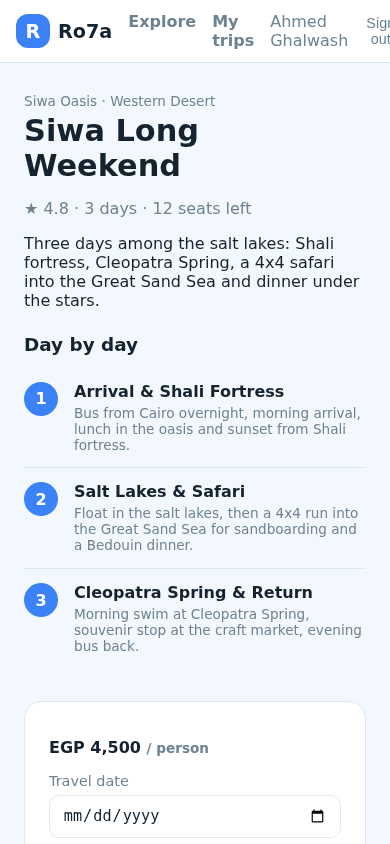 R Ro7a Explore My trips Ahmed Ghalwash Sign out
Siwa Oasis · Western Desert
Siwa Long
Weekend
★ 4.8 · 3 days · 12 seats left
Three days among the salt lakes: Shali
fortress, Cleopatra Spring, a 4x4 safari
into the Great Sand Sea and dinner under
the stars.
Day by day
1 Arrival & Shali Fortress
Bus from Cairo overnight, morning arrival,
lunch in the oasis and sunset from Shali
fortress.
2 Salt Lakes & Safari
Float in the salt lakes, then a 4x4 run into
the Great Sand Sea for sandboarding and
a Bedouin dinner.
3 Cleopatra Spring & Return
Morning swim at Cleopatra Spring,
souvenir stop at the craft market, evening
bus back.
EGP 4,500 / person
Travel date
mm/dd/yyyy